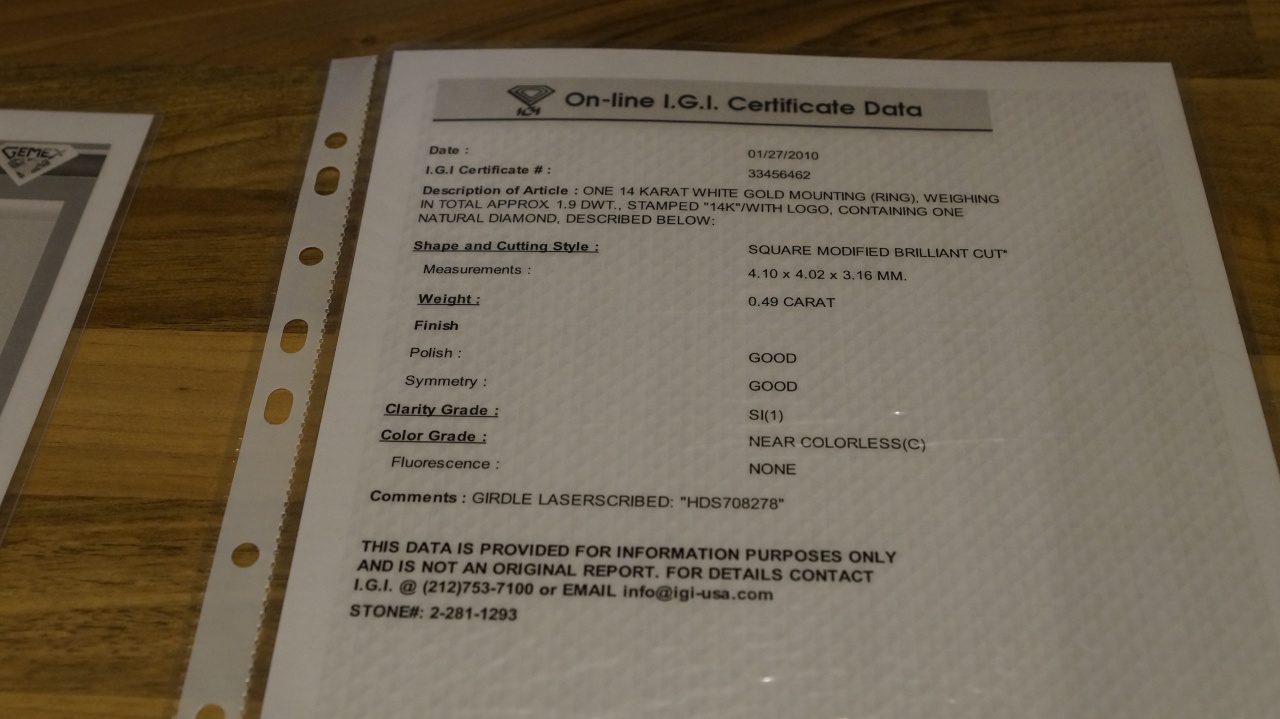 GEMEX
IGI
On-line I.G.I. Certificate Data
Date : 01/27/2010
I.G.I Certificate # : 33456462
Description of Article : ONE 14 KARAT WHITE GOLD MOUNTING (RING), WEIGHING
IN TOTAL APPROX. 1.9 DWT., STAMPED "14K"/WITH LOGO, CONTAINING ONE
NATURAL DIAMOND, DESCRIBED BELOW:
Shape and Cutting Style : SQUARE MODIFIED BRILLIANT CUT*
Measurements : 4.10 x 4.02 x 3.16 MM.
Weight : 0.49 CARAT
Finish
Polish : GOOD
Symmetry : GOOD
Clarity Grade : SI(1)
Color Grade : NEAR COLORLESS(C)
Fluorescence : NONE
Comments : GIRDLE LASERSCRIBED: "HDS708278"
THIS DATA IS PROVIDED FOR INFORMATION PURPOSES ONLY
AND IS NOT AN ORIGINAL REPORT. FOR DETAILS CONTACT
I.G.I. @ (212)753-7100 or EMAIL info@igi-usa.com
STONE#: 2-281-1293